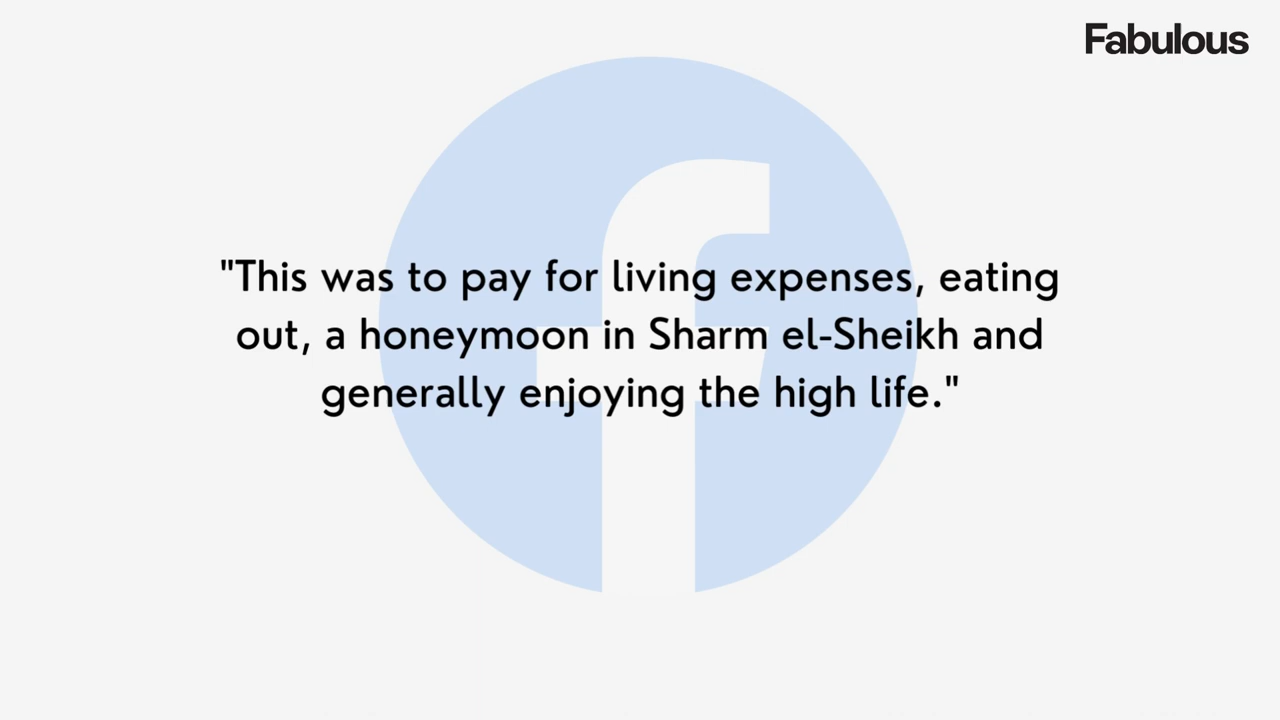 Fabulous
"This was to pay for living expenses, eating
out, a honeymoon in Sharm el-Sheikh and
generally enjoying the high life."